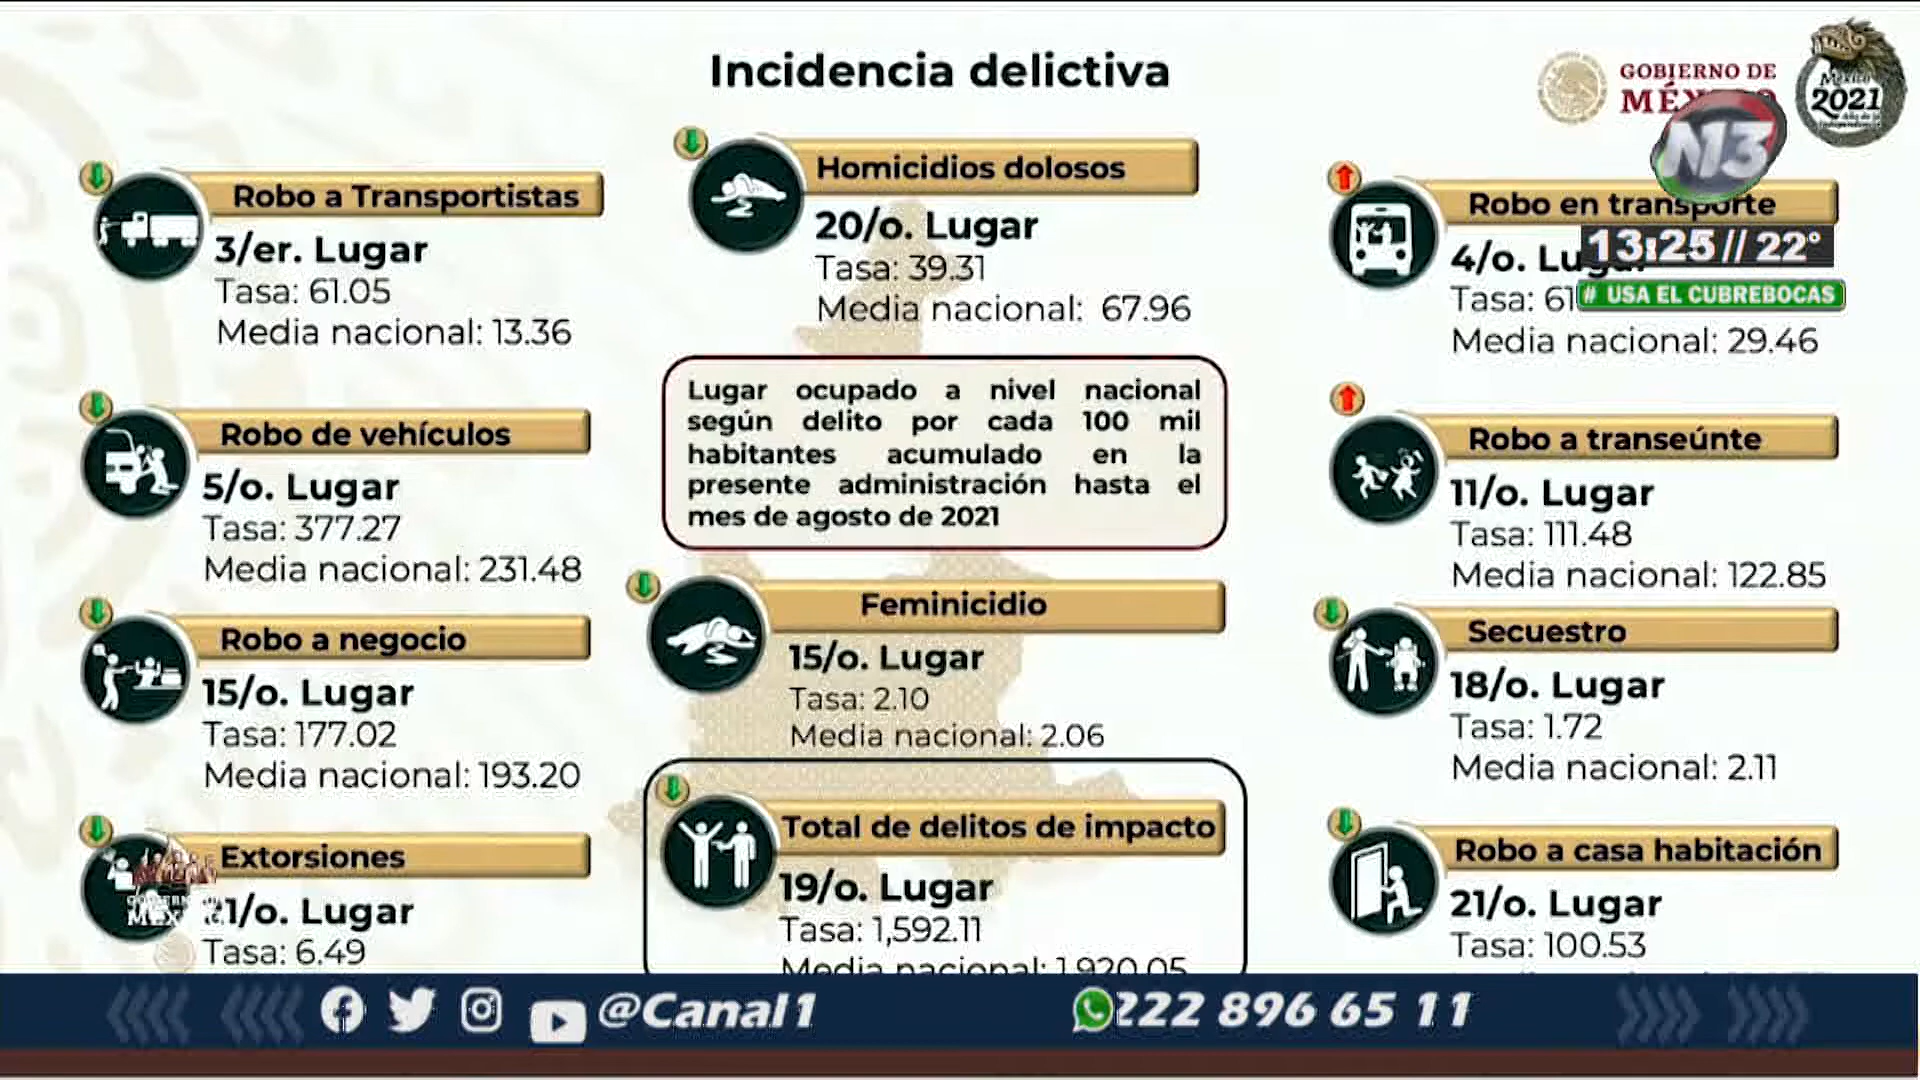 Incidencia delictiva
GOBIERNO DE
México
2021
N13
13:25 // 22°
# USA EL CUBREBOCAS
Robo a Transportistas
3/er. Lugar
Tasa: 61.05
Media nacional: 13.36
Robo de vehículos
5/o. Lugar
Tasa: 377.27
Media nacional: 231.48
Robo a negocio
15/o. Lugar
Tasa: 177.02
Media nacional: 193.20
Extorsiones
Lugar
Tasa: 6.49
Homicidios dolosos
20/o. Lugar
Tasa: 39.31
Media nacional: 67.96
Lugar ocupado a nivel nacional
según delito por cada 100 mil
habitantes acumulado en la
presente administración hasta el
mes de agosto de 2021
Feminicidio
15/o. Lugar
Tasa: 2.10
Media nacional: 2.06
Total de delitos de impacto
19/o. Lugar
Tasa: 1,592.11
Media nacional: 1,920.05
Robo en transporte
4/o.
Tasa:
Media nacional: 29.46
Robo a transeúnte
11/o. Lugar
Tasa: 111.48
Media nacional: 122.85
Secuestro
18/o. Lugar
Tasa: 1.72
Media nacional: 2.11
Robo a casa habitación
21/o. Lugar
Tasa: 100.53
@Canal1
222 896 65 11